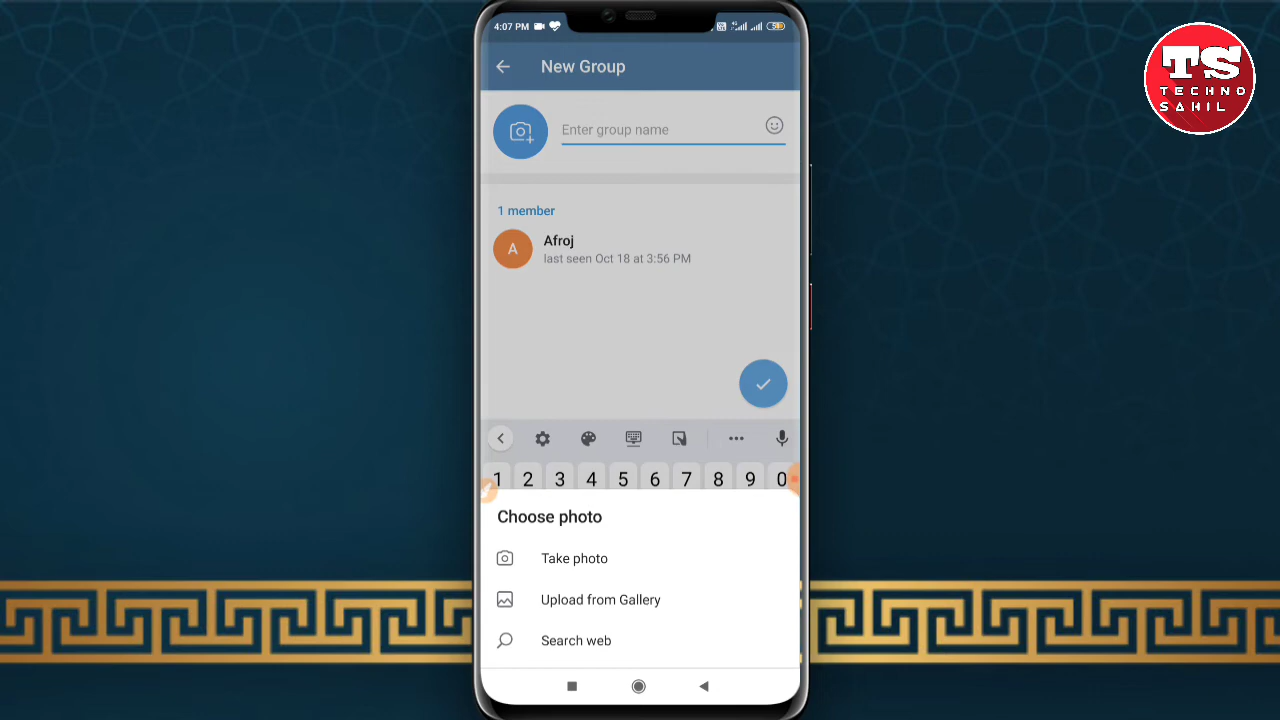 4:07 PM
59
New Group
Enter group name
1 member
A
Afroj
last seen Oct 18 at 3:56 PM
1 2 3 4 5 6 7 8 9 0
Choose photo
Take photo
Upload from Gallery
Search web
TS
TECHNO
SAHIL